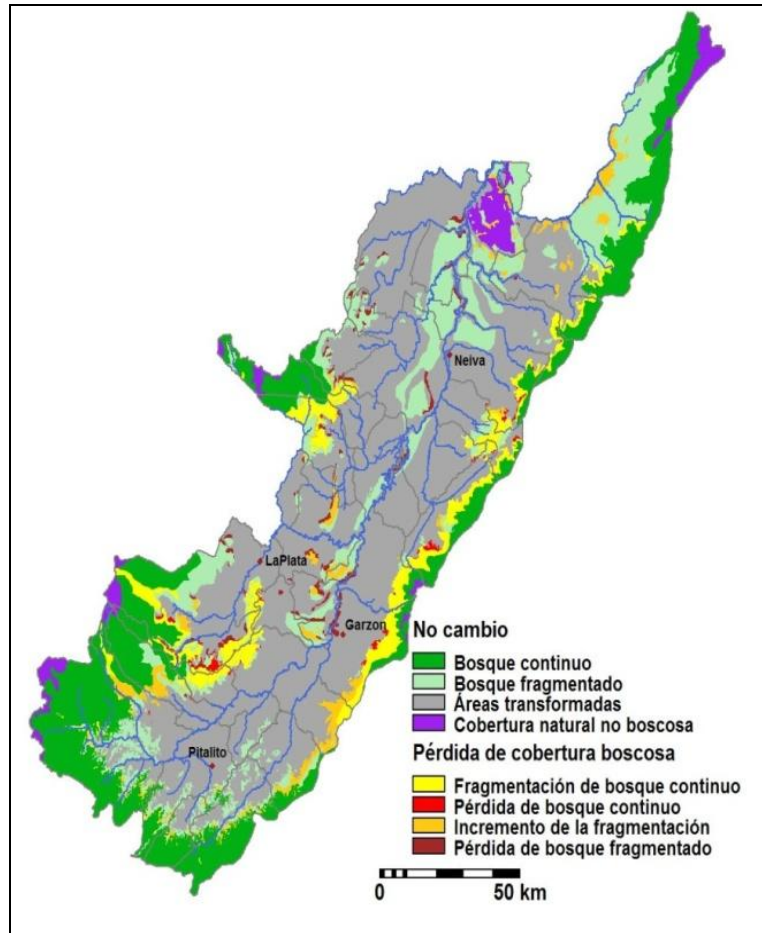 Neiva
LaPlata
Garzon
Pitalito
No cambio
Bosque continuo
Bosque fragmentado
Áreas transformadas
Cobertura natural no boscosa
Pérdida de cobertura boscosa
Fragmentación de bosque continuo
Pérdida de bosque continuo
Incremento de la fragmentación
Pérdida de bosque fragmentado
0 50 km